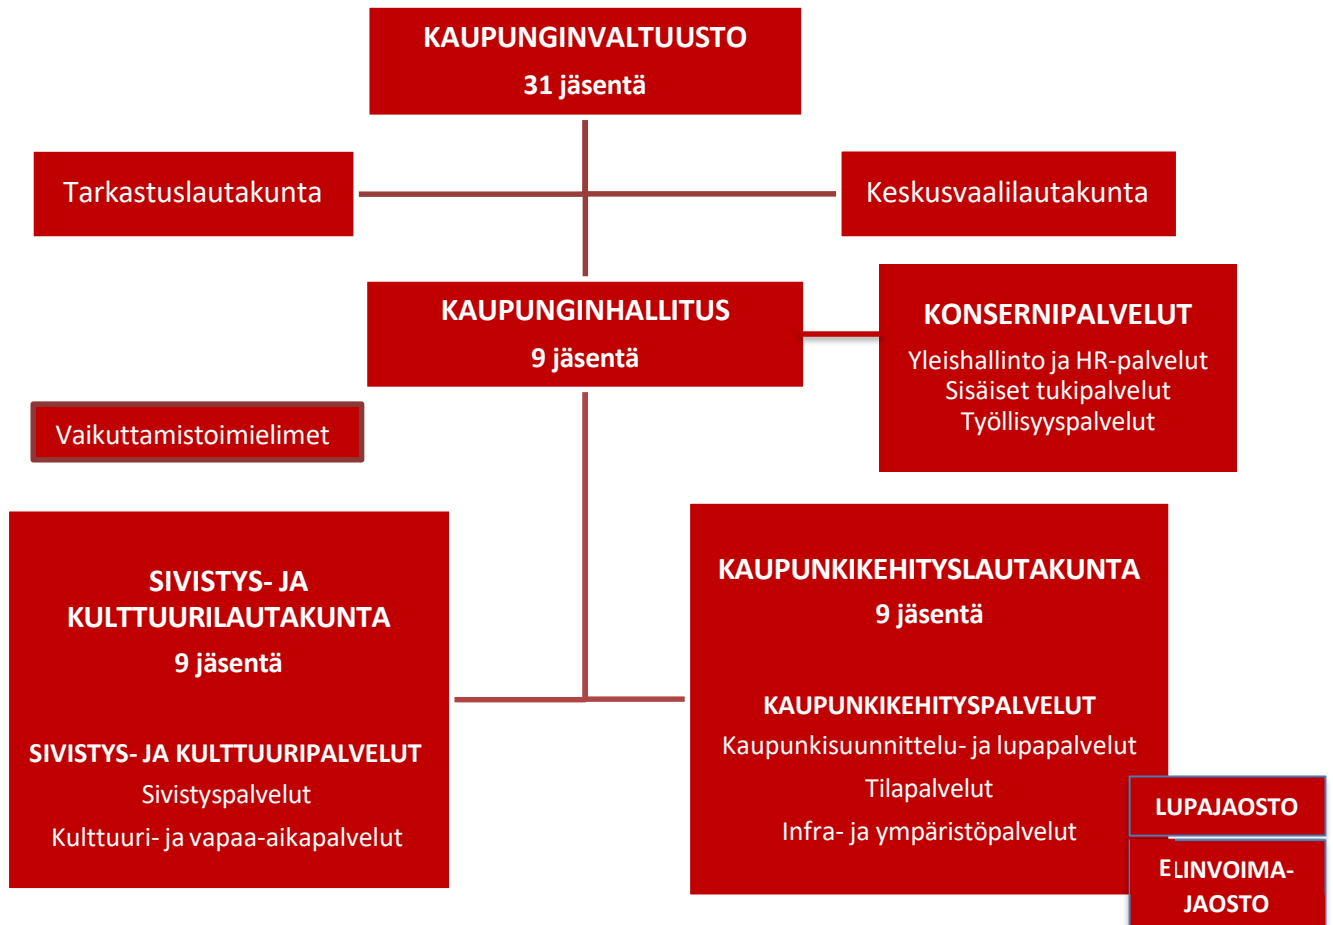 KAUPUNGINVALTUUSTO
31 jäsentä
Tarkastuslautakunta
Keskusvaalilautakunta
KAUPUNGINHALLITUS
9 jäsentä
KONSERNIPALVELUT
Yleishallinto ja HR-palvelut
Sisäiset tukipalvelut
Työllisyyspalvelut
Vaikuttamistoimielimet
SIVISTYS- JA
KULTTUURILAUTAKUNTA
9 jäsentä
SIVISTYS- JA KULTTUURIPALVELUT
Sivistyspalvelut
Kulttuuri- ja vapaa-aikapalvelut
KAUPUNKIKEHITYSLAUTAKUNTA
9 jäsentä
KAUPUNKIKEHITYSPALVELUT
Kaupunkisuunnittelu- ja lupapalvelut
Tilapalvelut
Infra- ja ympäristöpalvelut
LUPAJAOSTO
ELINVOIMA-
JAOSTO